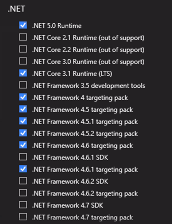 .NET
.NET 5.0 Runtime
.NET Core 2.1 Runtime (out of support)
.NET Core 2.2 Runtime (out of support)
.NET Core 3.0 Runtime (out of support)
.NET Core 3.1 Runtime (LTS)
.NET Framework 3.5 development tools
.NET Framework 4 targeting pack
.NET Framework 4.5 targeting pack
.NET Framework 4.5.1 targeting pack
.NET Framework 4.5.2 targeting pack
.NET Framework 4.6 targeting pack
.NET Framework 4.6.1 SDK
.NET Framework 4.6.1 targeting pack
.NET Framework 4.6.2 SDK
.NET Framework 4.6.2 targeting pack
.NET Framework 4.7 SDK
.NET Framework 4.7 targeting pack